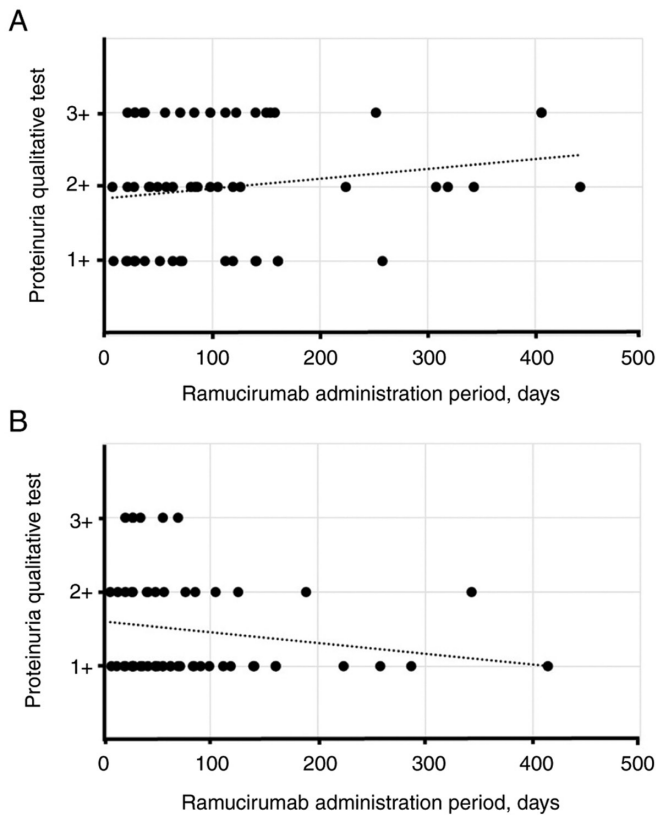 A
Proteinuria qualitative test
3+
2+
1+
0 100 200 300 400 500
Ramucirumab administration period, days
B
Proteinuria qualitative test
3+
2+
1+
0 100 200 300 400 500
Ramucirumab administration period, days